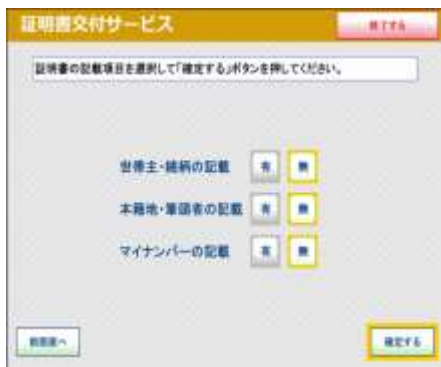 証明書交付サービス
終了する
証明書の記載項目を選択して「確定する」ボタンを押してください。
世帯主・続柄の記載 有 無
本籍地・筆頭者の記載 有 無
マイナンバーの記載 有 無
前画面へ 確定する